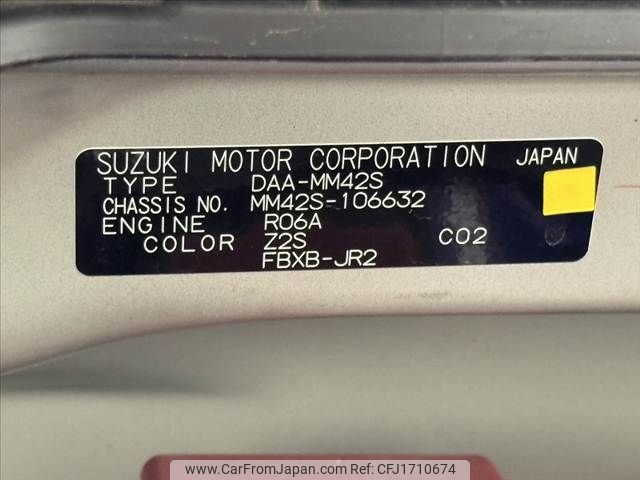 SUZUKI MOTOR CORPORATION JAPAN
TYPE DAA-MM42S
CHASSIS NO. MM42S-106632
ENGINE R06A
COLOR Z2S C02
FBXB-JR2
www.CarFromJapan.com CFJ1710674